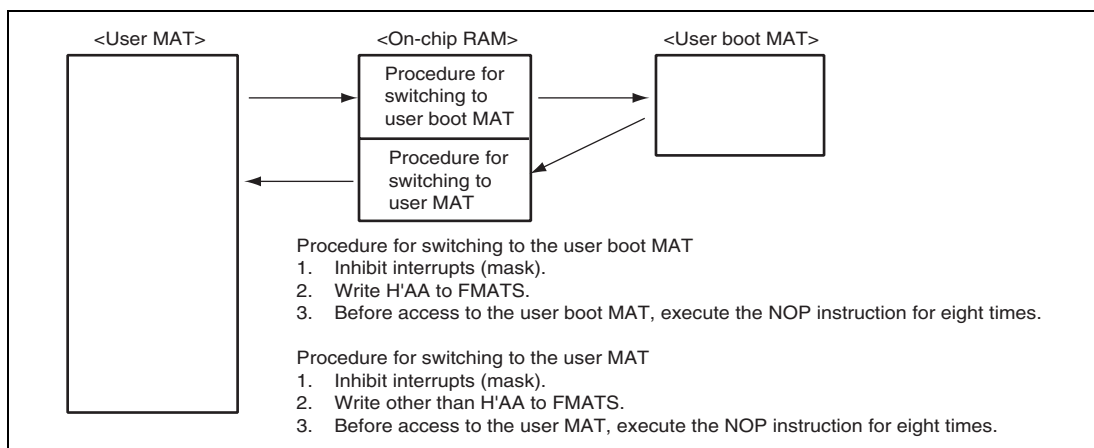 <User MAT>
<On-chip RAM>
<User boot MAT>
Procedure for
switching to
user boot MAT
Procedure for
switching to
user MAT
Procedure for switching to the user boot MAT
1. Inhibit interrupts (mask).
2. Write H'AA to FMATS.
3. Before access to the user boot MAT, execute the NOP instruction for eight times.
Procedure for switching to the user MAT
1. Inhibit interrupts (mask).
2. Write other than H'AA to FMATS.
3. Before access to the user MAT, execute the NOP instruction for eight times.